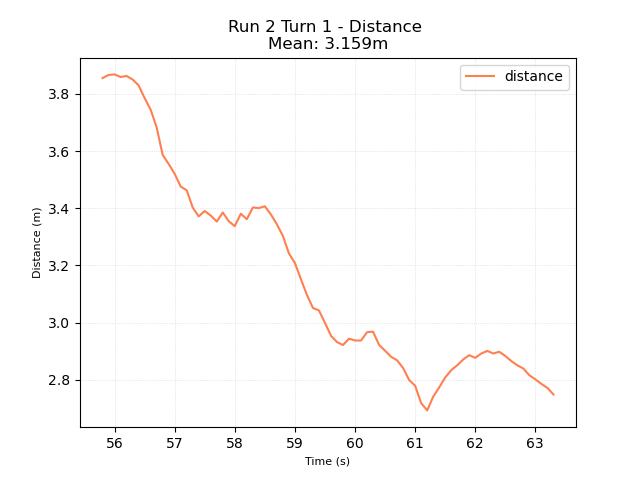 Run 2 Turn 1 - Distance
Mean: 3.159m
distance
3.8
3.6
3.4
3.2
3.0
2.8
Distance (m)
56 57 58 59 60 61 62 63
Time (s)